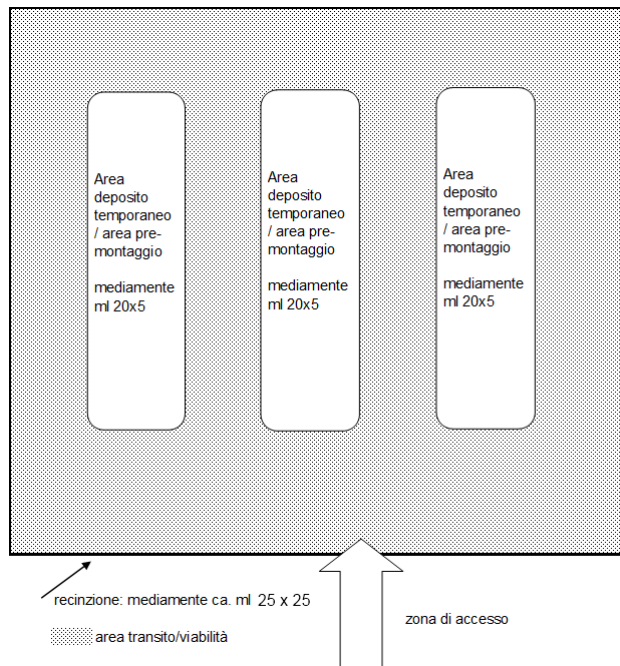 Area
deposito
temporaneo
/ area pre-
montaggio
mediamente
ml 20x5
Area
deposito
temporaneo
/ area pre-
montaggio
mediamente
ml 20x5
Area
deposito
temporaneo
/ area pre-
montaggio
mediamente
ml 20x5
recinzione: mediamente ca. ml 25 x 25
zona di accesso
area transito/viabilità